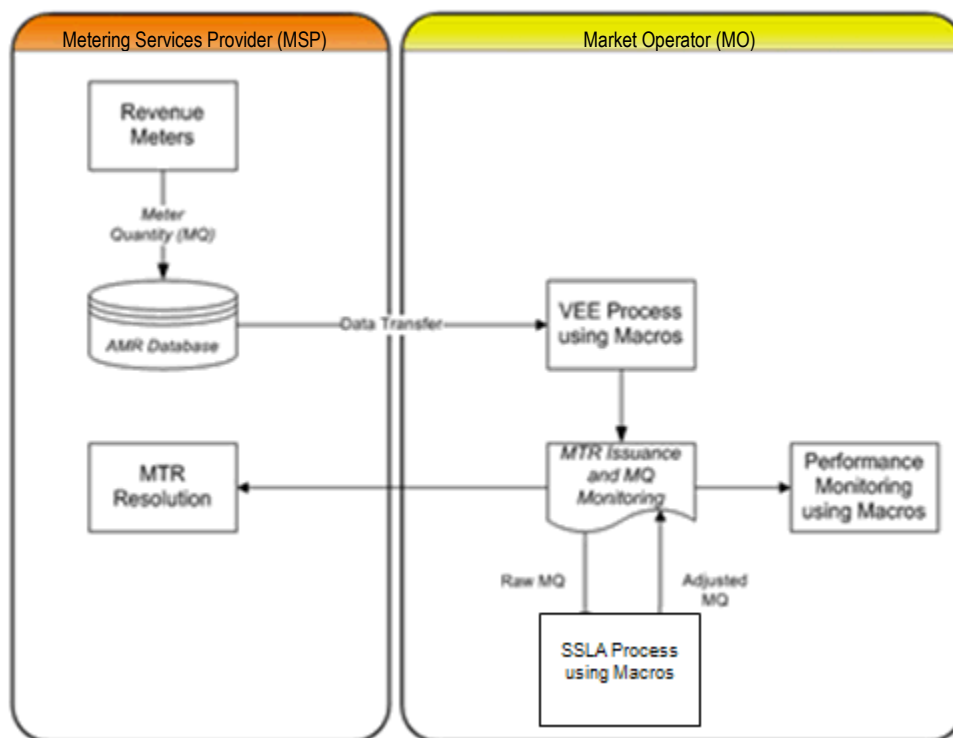 Metering Services Provider (MSP)
Market Operator (MO)
Revenue
Meters
Meter
Quantity (MQ)
AMR Database
Data Transfer
VEE Process
using Macros
MTR
Resolution
MTR Issuance
and MQ
Monitoring
Performance
Monitoring
using Macros
Raw MQ
Adjusted
MQ
SSLA Process
using Macros